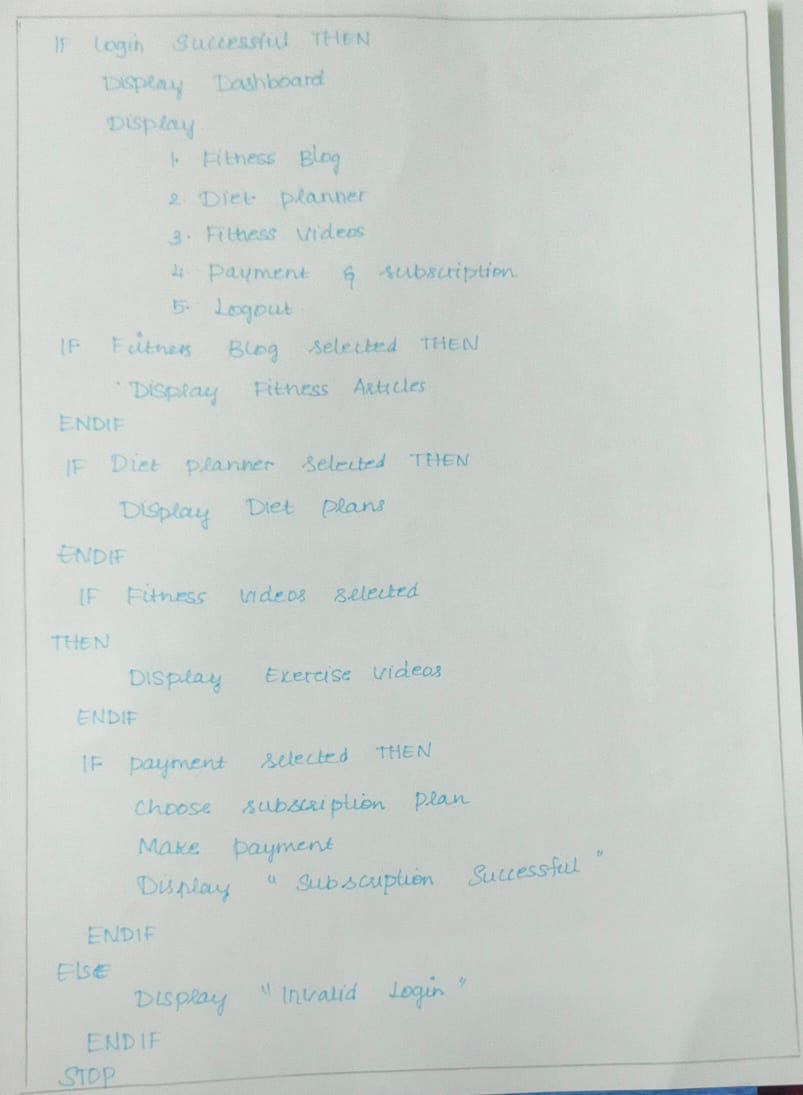 IF Login Successful THEN
Display Dashboard
Display
1. Fitness Blog
2. Diet planner
3. Fitness Videos
4. Payment & subscription
5. Logout
IF Fitness Blog selected THEN
Display Fitness Articles
ENDIF
IF Diet planner selected THEN
Display Diet plans
ENDIF
IF Fitness videos selected
THEN
Display Exercise videos
ENDIF
IF payment selected THEN
Choose subscription plan
Make payment
Display "Subscription Successful"
ENDIF
ELSE
Display "Invalid Login"
ENDIF
STOP